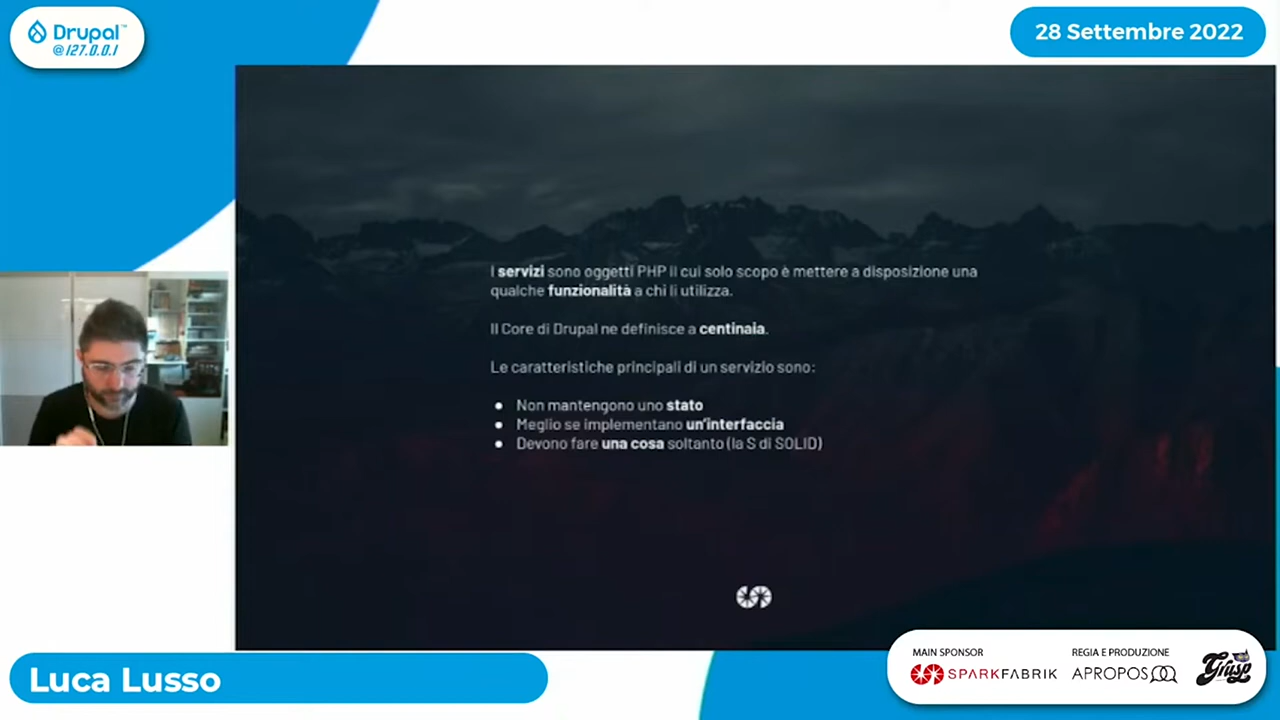 Drupal™
@127.0.0.1
28 Settembre 2022
I servizi sono oggetti PHP il cui solo scopo è mettere a disposizione una
qualche funzionalità a chi li utilizza.
Il Core di Drupal ne definisce a centinaia.
Le caratteristiche principali di un servizio sono:
● Non mantengono uno stato
● Meglio se implementano un'interfaccia
● Devono fare una cosa soltanto (la S di SOLID)
Luca Lusso
MAIN SPONSOR
SPARKFABRIK
REGIA E PRODUZIONE
APROPOS
Grusp